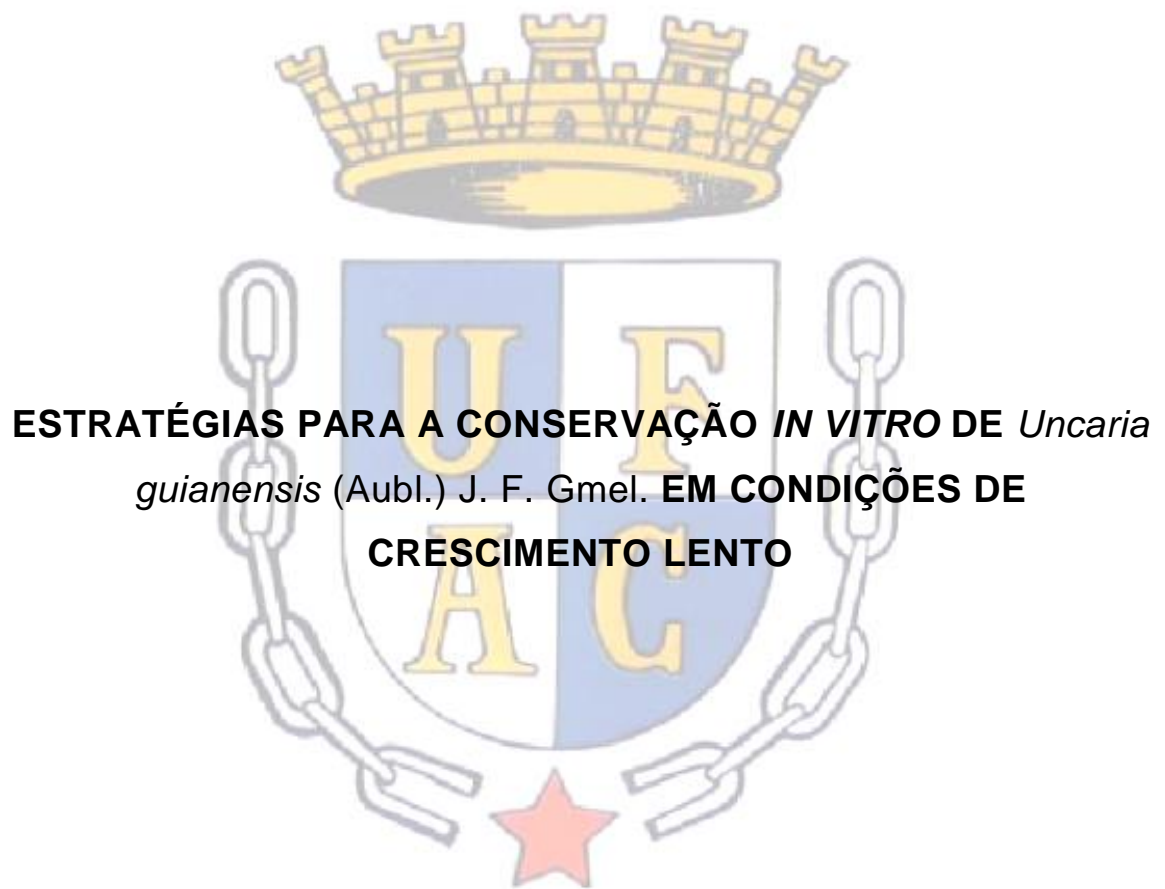 ESTRATÉGIAS PARA A CONSERVAÇÃO IN VITRO DE Uncaria
guianensis (Aubl.) J. F. Gmel. EM CONDIÇÕES DE
CRESCIMENTO LENTO
U F
A C